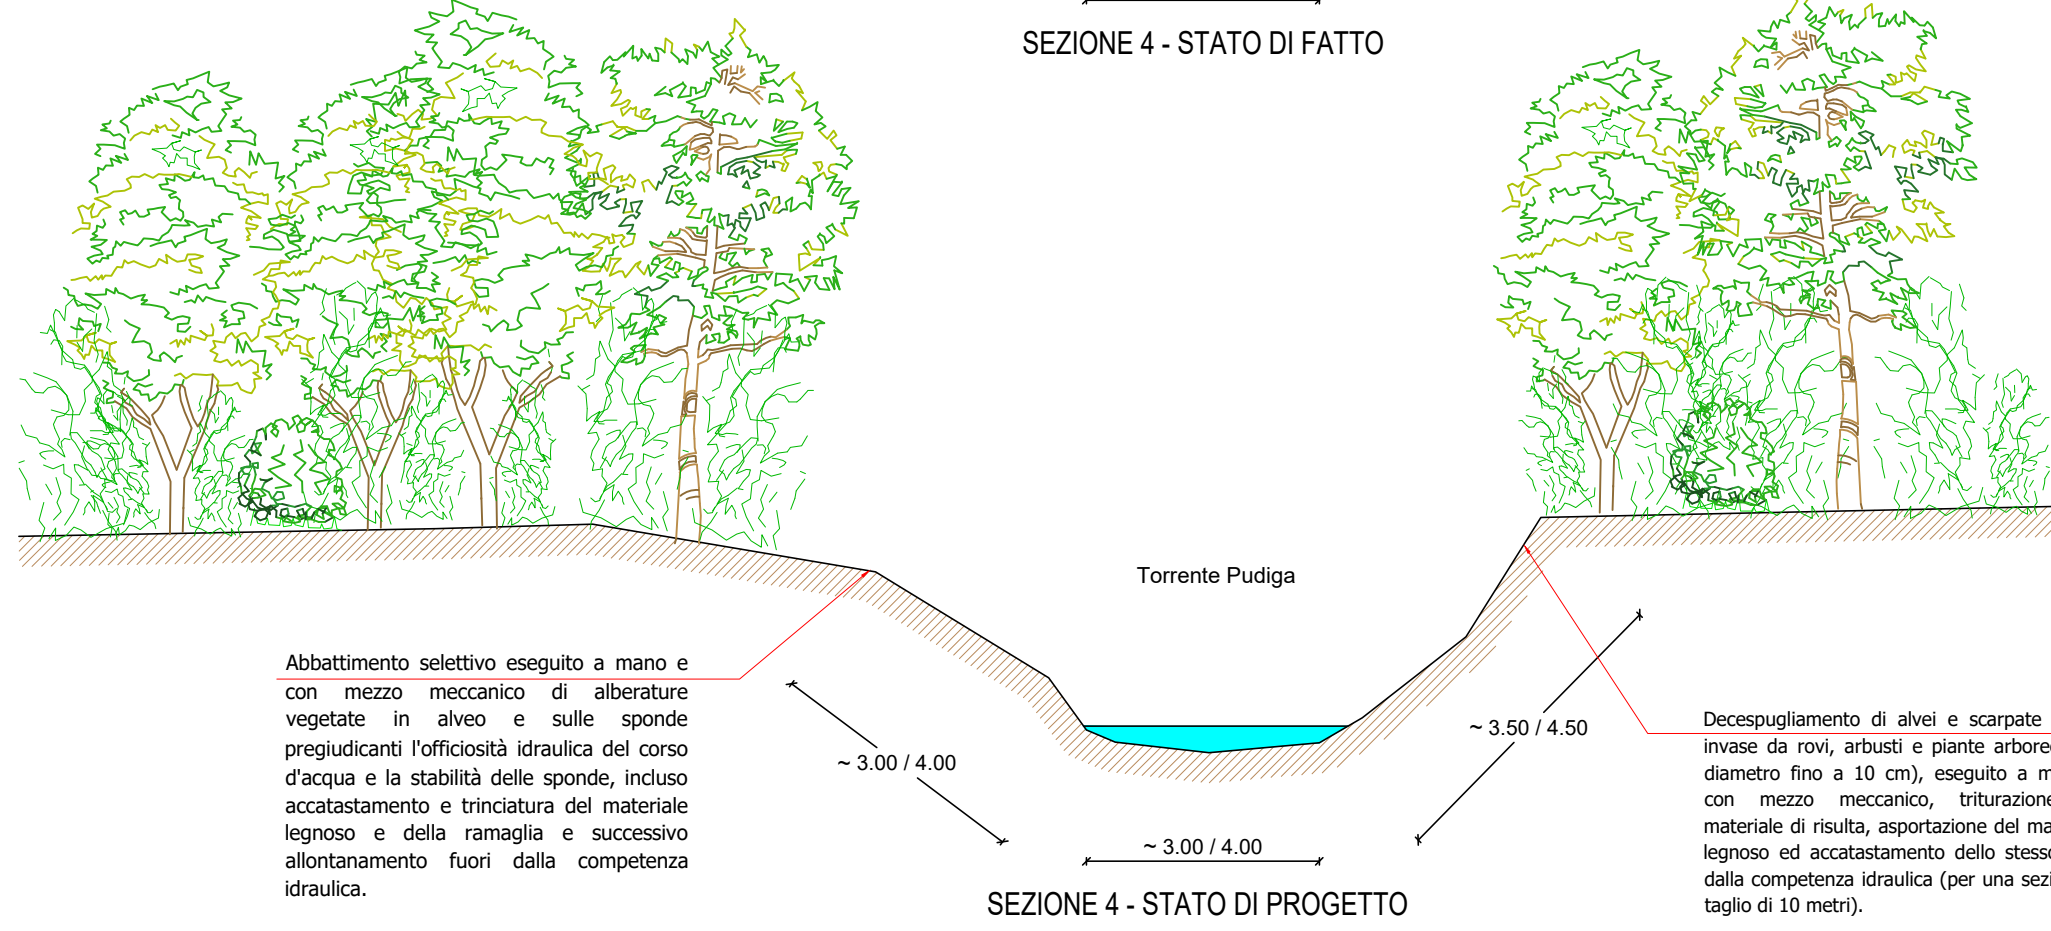 SEZIONE 4 - STATO DI FATTO
Torrente Pudiga
Abbattimento selettivo eseguito a mano e
con mezzo meccanico di alberature
vegetate in alveo e sulle sponde
pregiudicanti l'officiosità idraulica del corso
d'acqua e la stabilità delle sponde, incluso
accatastamento e trinciatura del materiale
legnoso e della ramaglia e successivo
allontanamento fuori dalla competenza
idraulica.
~ 3.00 / 4.00
~ 3.50 / 4.50
~ 3.00 / 4.00
Decespugliamento di alvei e scarpate
invase da rovi, arbusti e piante
diametro fino a 10 cm), eseguito a
con mezzo meccanico, triturazione
materiale di risulta, asportazione del
legnoso ed accatastamento dello stesso
dalla competenza idraulica (per una
taglio di 10 metri).
SEZIONE 4 - STATO DI PROGETTO